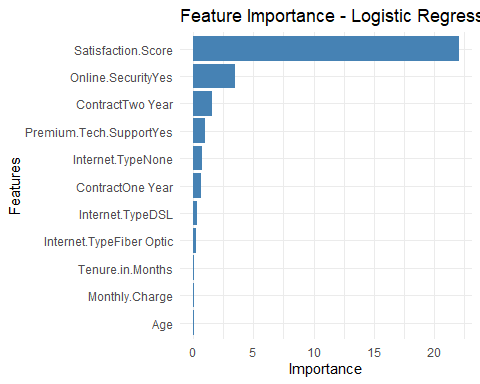 Feature Importance - Logistic Regress
Features
Satisfaction.Score
Online.SecurityYes
ContractTwo Year
Premium.Tech.SupportYes
Internet.TypeNone
ContractOne Year
Internet.TypeDSL
Internet.TypeFiber Optic
Tenure.in.Months
Monthly.Charge
Age
0 5 10 15 20
Importance